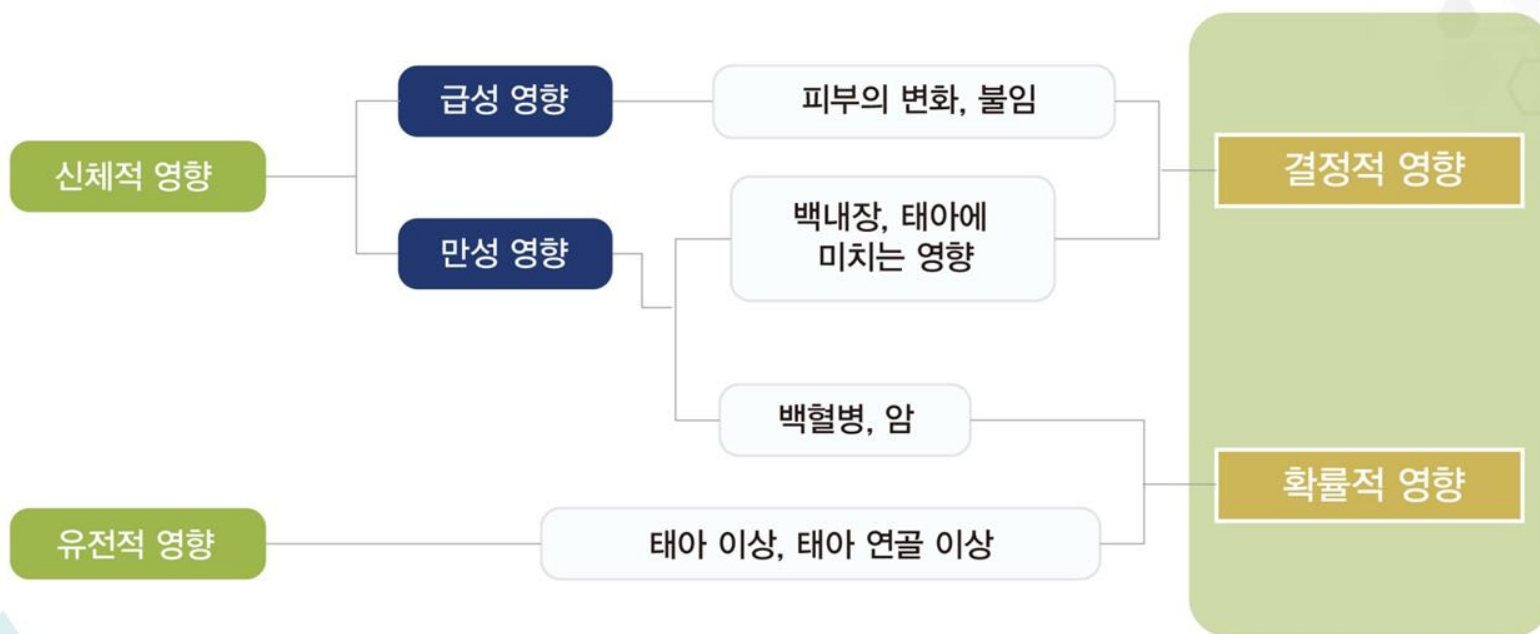 급성 영향
피부의 변화, 불임
신체적 영향
결정적 영향
만성 영향
백내장, 태아에
미치는 영향
백혈병, 암
확률적 영향
유전적 영향
태아 이상, 태아 연골 이상